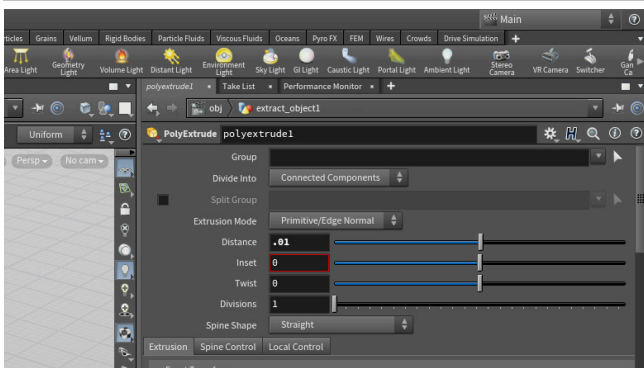 Main
ticles Grains Vellum Rigid Bodies Particle Fluids Viscous Fluids Oceans Pyro FX FEM Wires Crowds Drive Simulation
Area Light Geometry Light Volume Light Distant Light Environment Light Sky Light GI Light Caustic Light Portal Light Ambient Light Stereo Camera VR Camera Switcher Gan Ca
polyextrude1 Take List Performance Monitor
obj extract_object1
Uniform
PolyExtrude polyextrude1
Persp No cam
Group
Divide Into Connected Components
Split Group
Extrusion Mode Primitive/Edge Normal
Distance .01
Inset 0
Twist 0
Divisions 1
Spine Shape Straight
Extrusion Spine Control Local Control